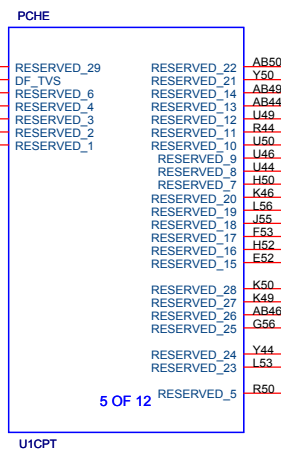 PCHE
RESERVED_29 RESERVED_22 AB50
DF_TVS RESERVED_21 Y50
RESERVED_6 RESERVED_14 AB49
RESERVED_4 RESERVED_13 AB44
RESERVED_3 RESERVED_12 U49
RESERVED_2 RESERVED_11 R44
RESERVED_1 RESERVED_10 U50
RESERVED_9 U46
RESERVED_8 U44
RESERVED_7 H50
RESERVED_20 K46
RESERVED_19 L56
RESERVED_18 J55
RESERVED_17 F53
RESERVED_16 H52
RESERVED_15 E52
RESERVED_28 K50
RESERVED_27 K49
RESERVED_26 AB46
RESERVED_25 G56
RESERVED_24 Y44
RESERVED_23 L53
5 OF 12 RESERVED_5 R50
U1CPT